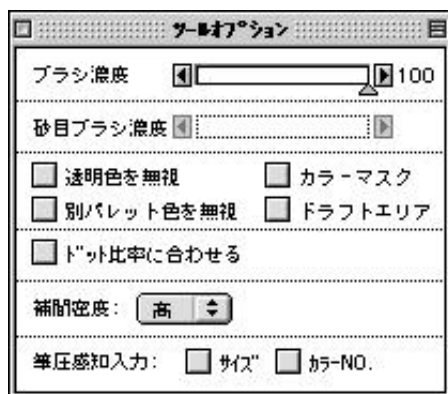 ツールオプション
ブラシ濃度 100
砂目ブラシ濃度
透明色を無視 カラーマスク
別パレット色を無視 ドラフトエリア
ドット比率に合わせる
補間密度: 高
筆圧感知入力: サイズ カラーNO.